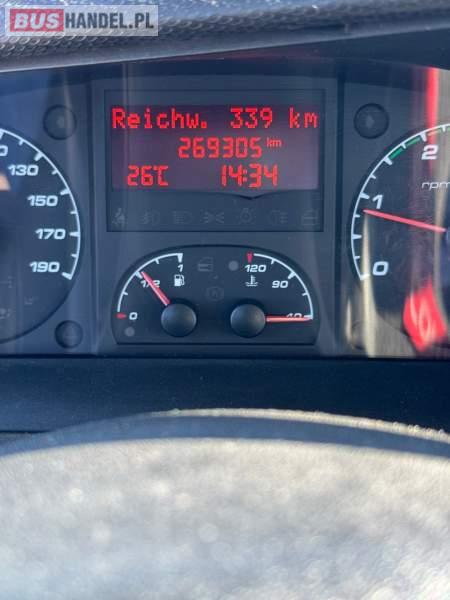 BUSHANDEL.PL
Reichw. 339 km
269305 km
26°C 14:34
130
150
170
190
0 1/2 1
120 90 40
0 1 2
rpm